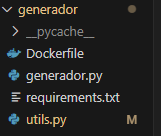 generador
__pycache__
Dockerfile
generador.py
requirements.txt
utils.py M